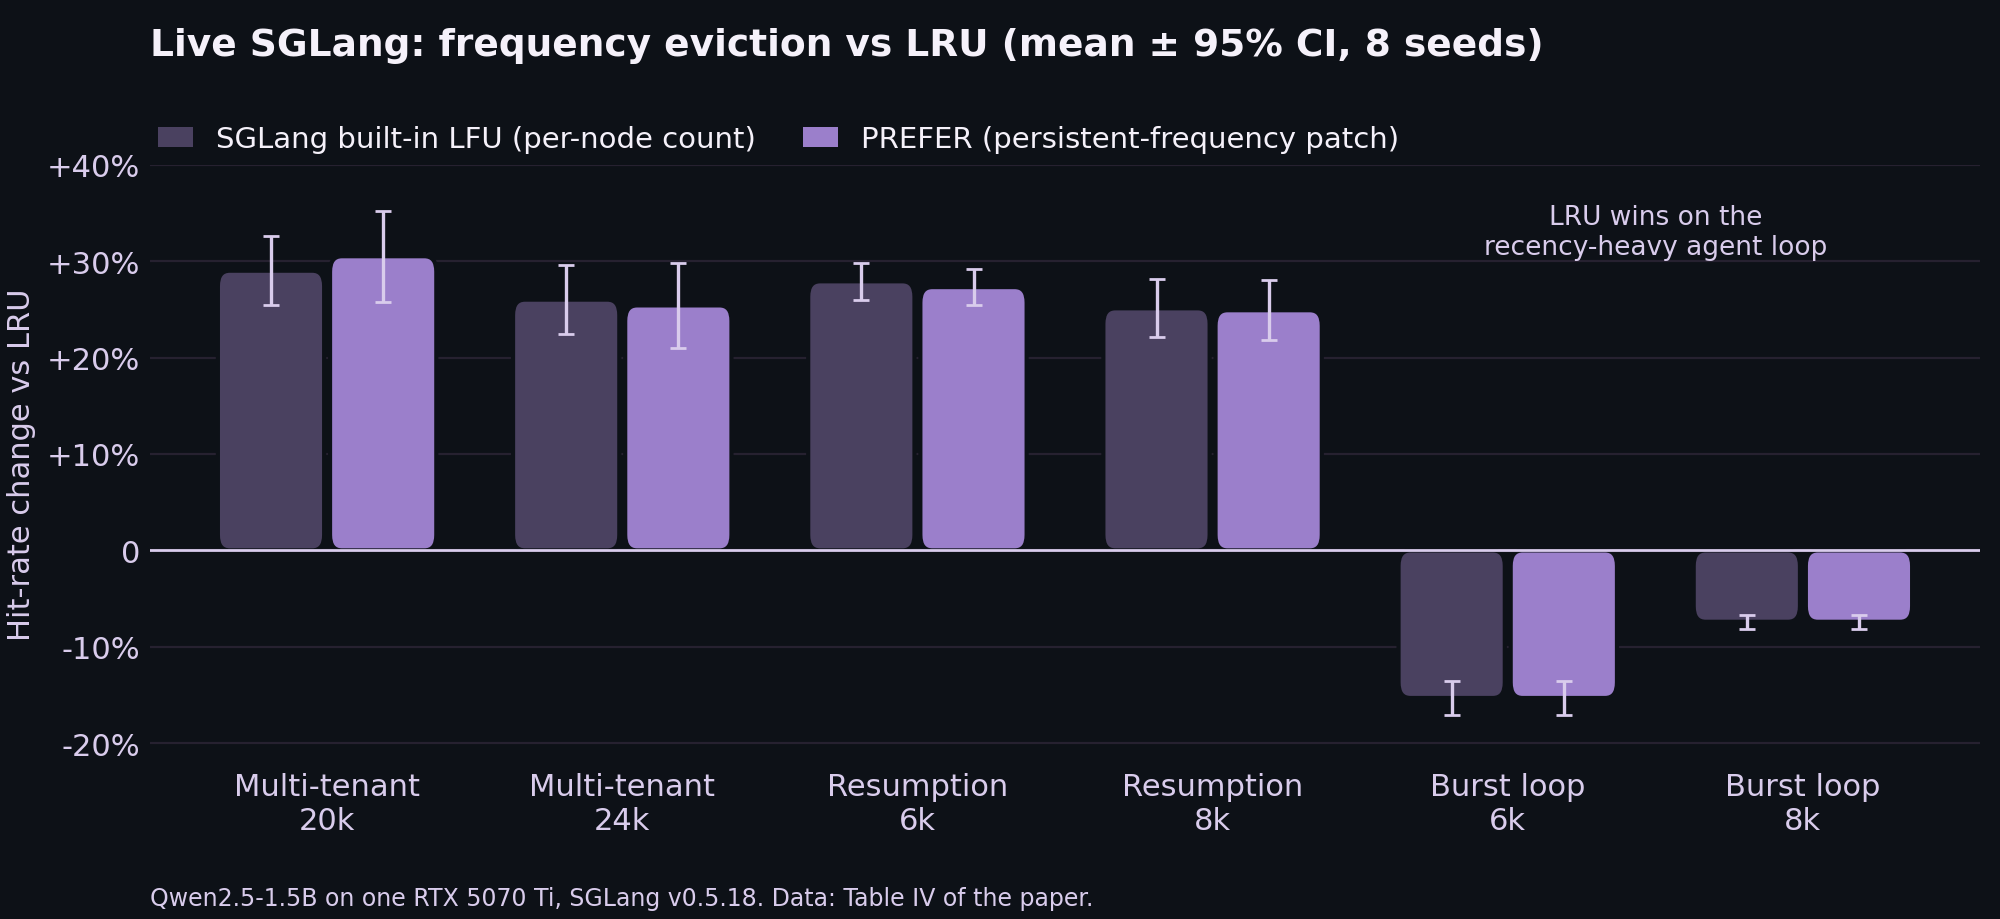 Live SGLang: frequency eviction vs LRU (mean ± 95% CI, 8 seeds)
SGLang built-in LFU (per-node count)
PREFER (persistent-frequency patch)
Hit-rate change vs LRU
+40%
+30%
+20%
+10%
0
-10%
-20%
LRU wins on the
recency-heavy agent loop
Multi-tenant
20k
Multi-tenant
24k
Resumption
6k
Resumption
8k
Burst loop
6k
Burst loop
8k
Qwen2.5-1.5B on one RTX 5070 Ti, SGLang v0.5.18. Data: Table IV of the paper.